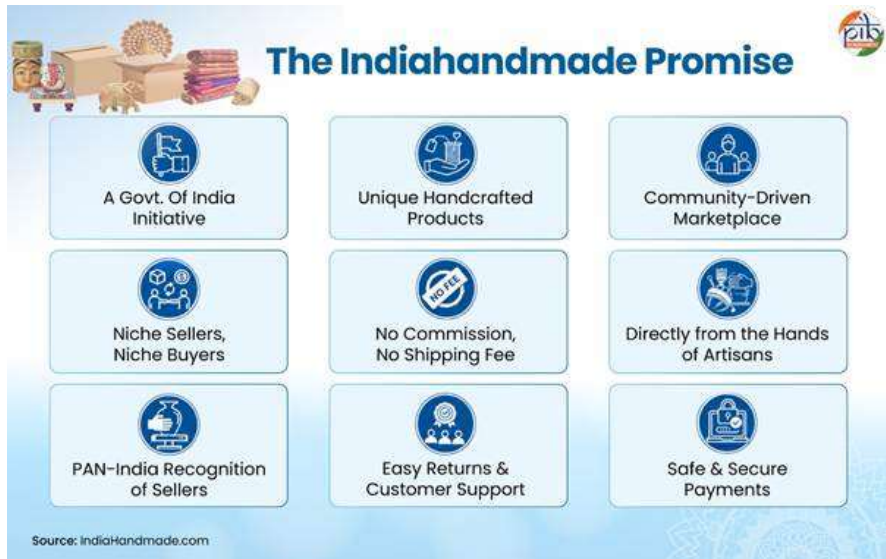 The Indiahandmade Promise
pib
A Govt. Of India
Initiative
Unique Handcrafted
Products
Community-Driven
Marketplace
Niche Sellers,
Niche Buyers
NO FEE
No Commission,
No Shipping Fee
Directly from the Hands
of Artisans
PAN-India Recognition
of Sellers
Easy Returns &
Customer Support
Safe & Secure
Payments
Source: IndiaHandmade.com